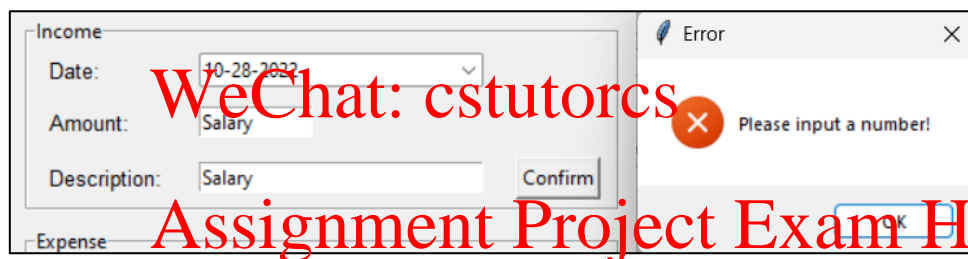 Income
Error
Date:
10-28-2022
WeChat: cstutorcs
Amount:
Salary
Please input a number!
Description:
Salary
Confirm
Assignment Project Exam H
OK
Expense